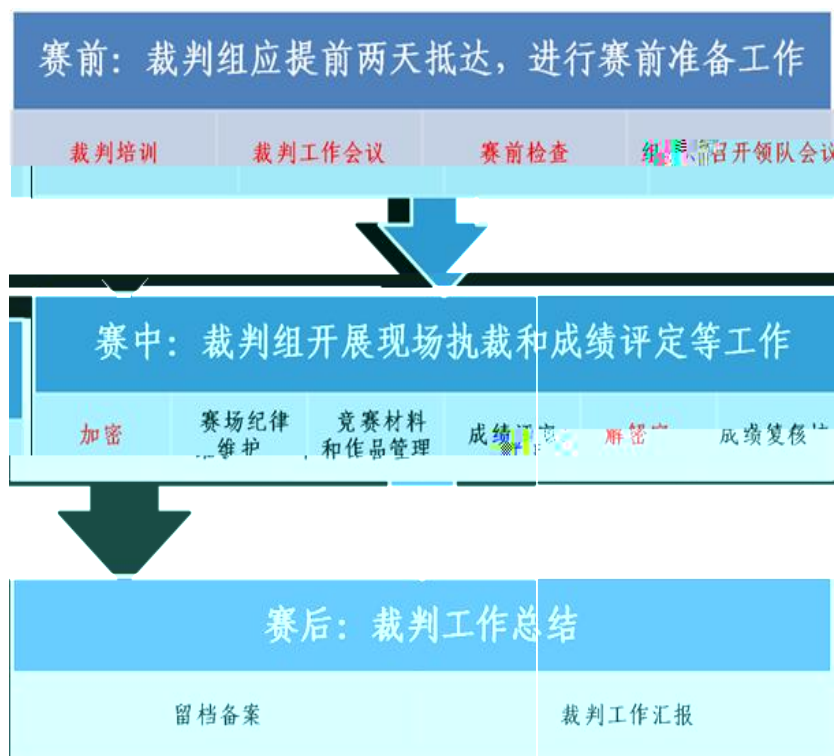 赛前：裁判组应提前两天抵达，进行赛前准备工作
裁判培训 裁判工作会议 赛前检查 组 召开领队会议
赛中：裁判组开展现场执裁和成绩评定等工作
加密 赛场纪律 竞赛材料 成绩评定 解密 成绩复核
维护 和作品管理
赛后：裁判工作总结
留档备案 裁判工作汇报